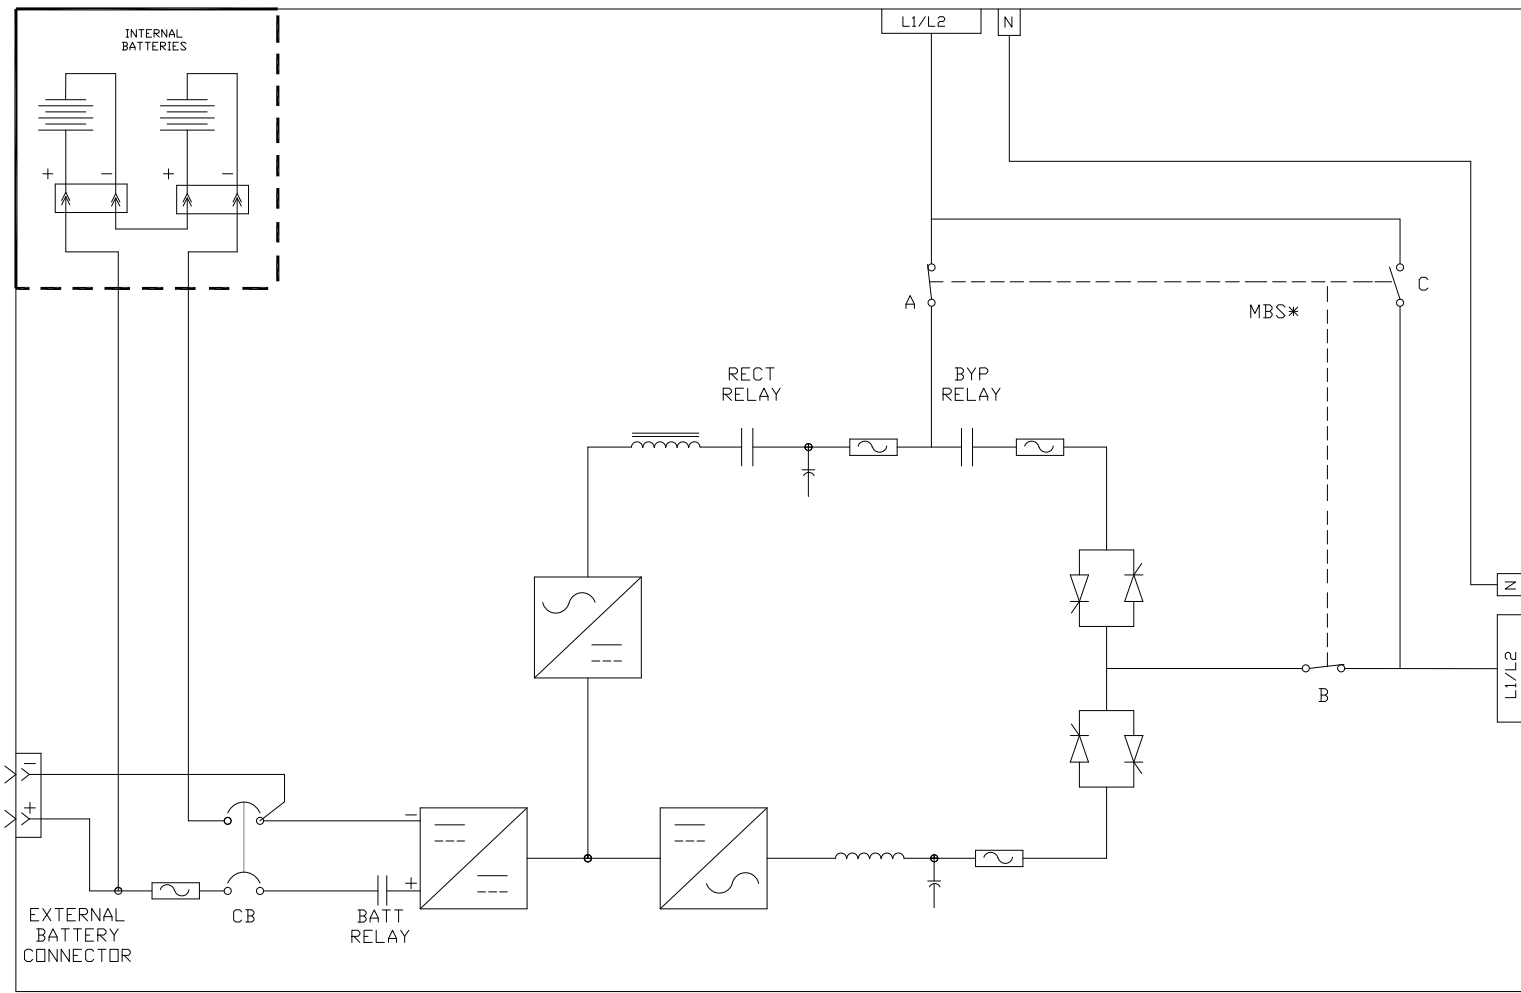 INTERNAL
BATTERIES
L1/L2
N
+
−
+
−
A
C
MBS*
RECT
RELAY
BYP
RELAY
N
L1/L2
B
−
+
−
+
EXTERNAL
BATTERY
CONNECTOR
CB
BATT
RELAY